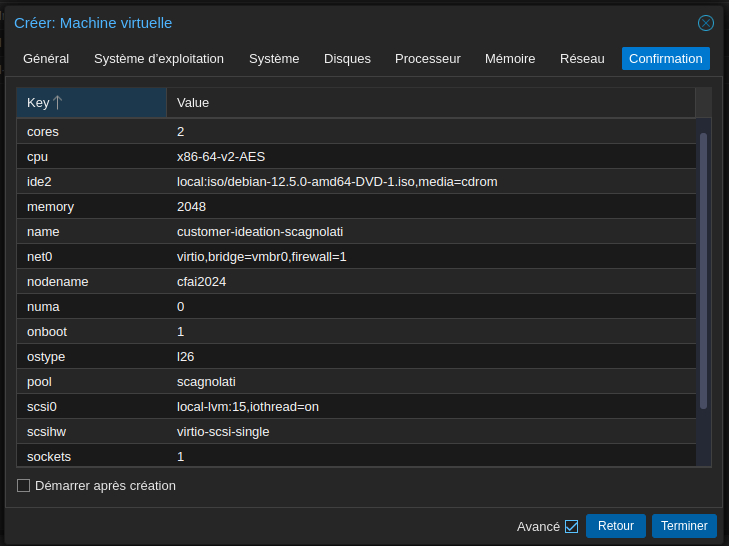 Créer: Machine virtuelle
Général Système d'exploitation Système Disques Processeur Mémoire Réseau Confirmation
Key Value
cores 2
cpu x86-64-v2-AES
ide2 local:iso/debian-12.5.0-amd64-DVD-1.iso,media=cdrom
memory 2048
name customer-ideation-scagnolati
net0 virtio,bridge=vmbr0,firewall=1
nodename cfai2024
numa 0
onboot 1
ostype l26
pool scagnolati
scsi0 local-lvm:15,iothread=on
scsihw virtio-scsi-single
sockets 1
Démarrer après création
Avancé Retour Terminer